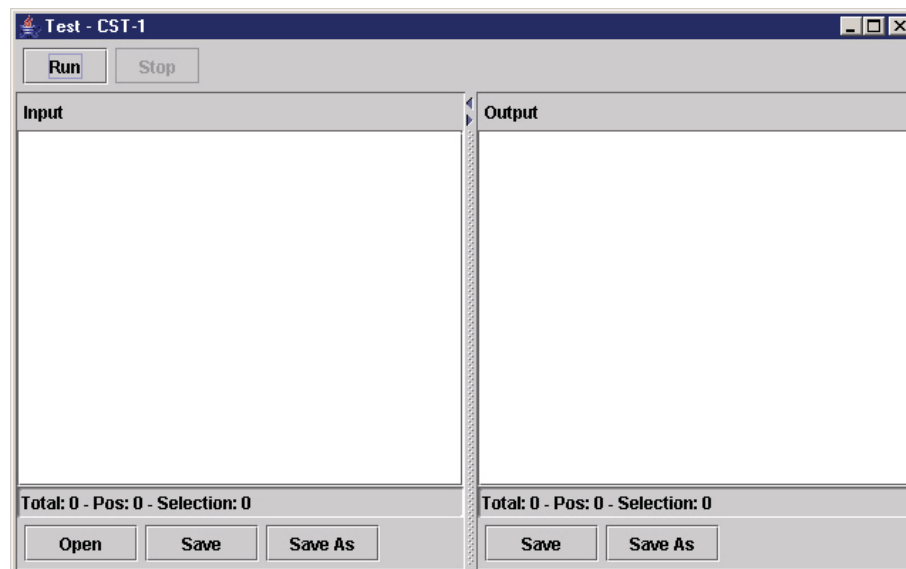 Test - CST-1
Run Stop
Input
Output
Total: 0 - Pos: 0 - Selection: 0
Total: 0 - Pos: 0 - Selection: 0
Open Save Save As
Save Save As